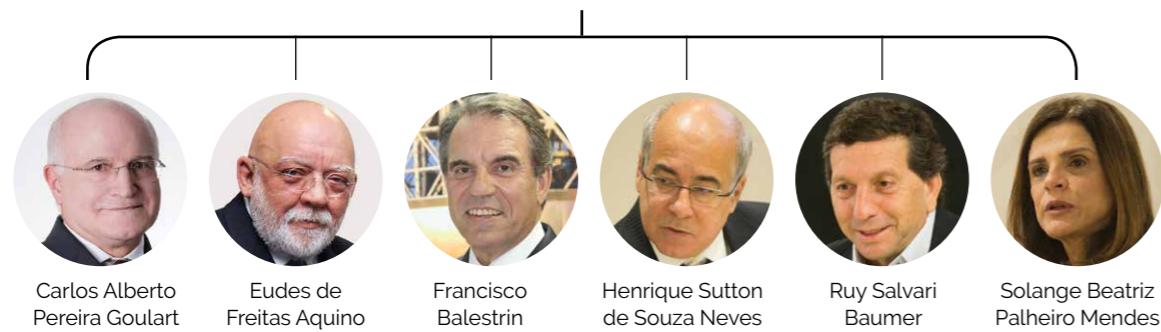 Carlos Alberto
Pereira Goulart
Eudes de
Freitas Aquino
Francisco
Balestrin
Henrique Sutton
de Souza Neves
Ruy Salvari
Baumer
Solange Beatriz
Palheiro Mendes